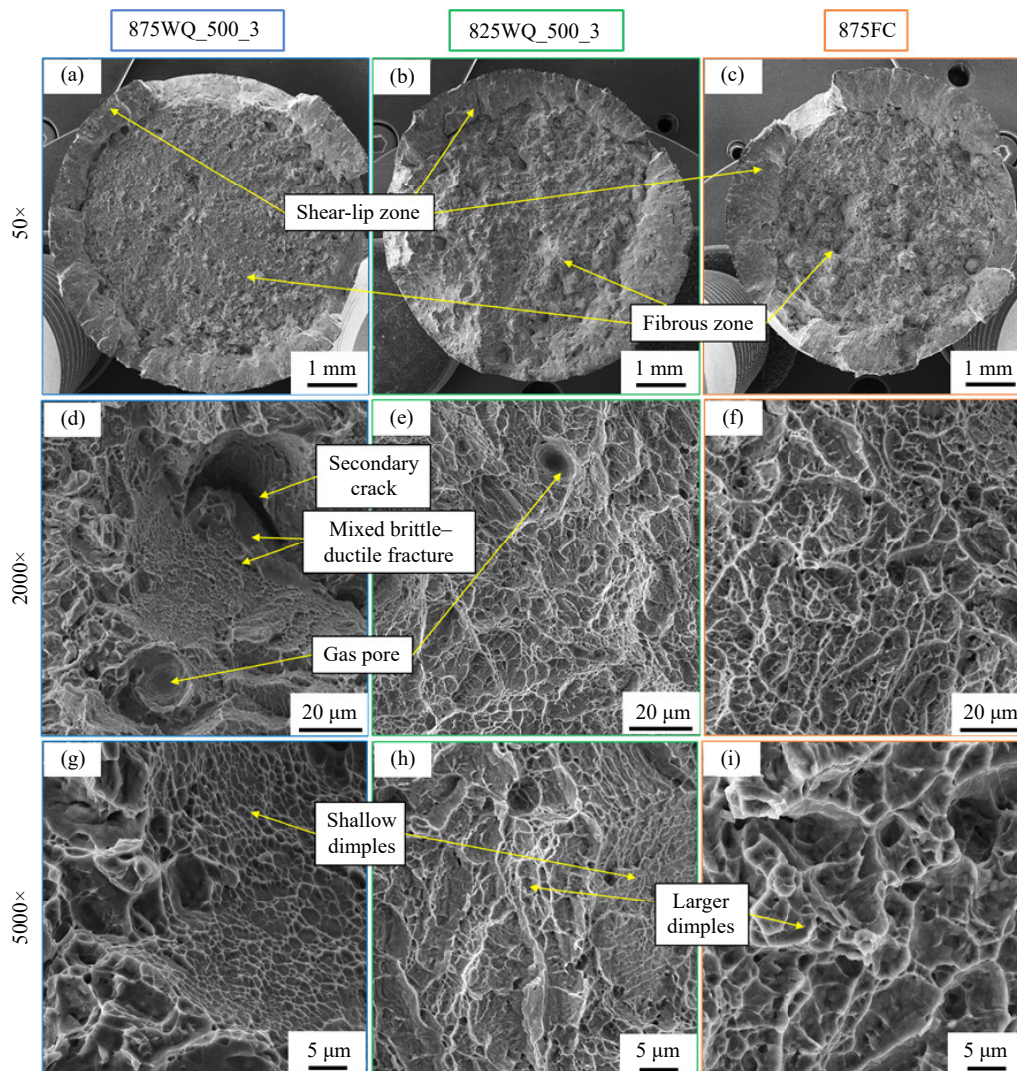 875WQ_500_3
825WQ_500_3
875FC
(a)
(b)
(c)
50×
Shear-lip zone
Fibrous zone
1 mm
1 mm
1 mm
(d)
(e)
(f)
2000×
Secondary
crack
Mixed brittle–
ductile fracture
Gas pore
20 μm
20 μm
20 μm
(g)
(h)
(i)
5000×
Shallow
dimples
Larger
dimples
5 μm
5 μm
5 μm